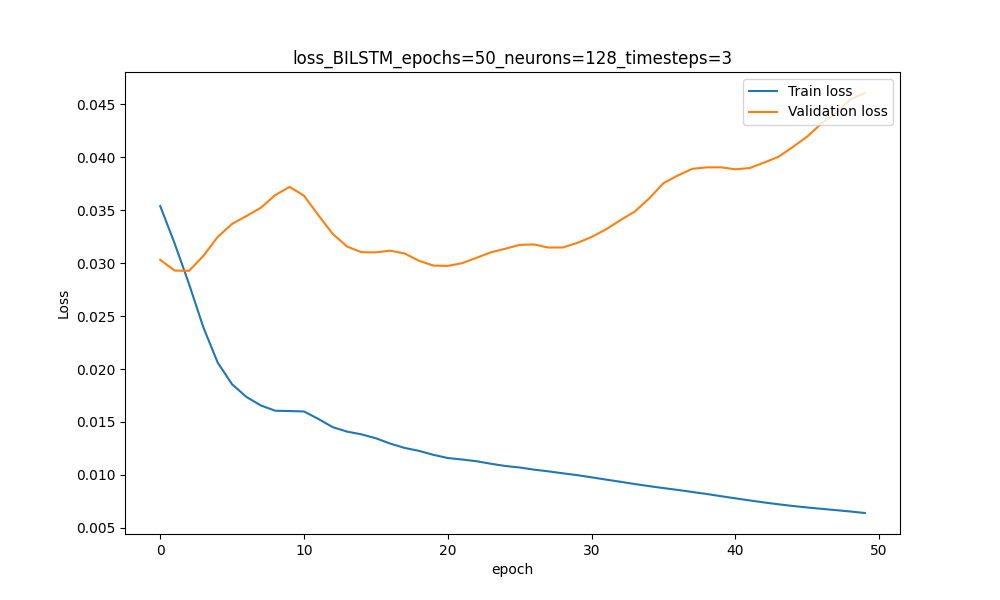 loss_BILSTM_epochs=50_neurons=128_timesteps=3
Train loss
Validation loss
0.045
0.040
0.035
0.030
0.025
0.020
0.015
0.010
0.005
Loss
0 10 20 30 40 50
epoch